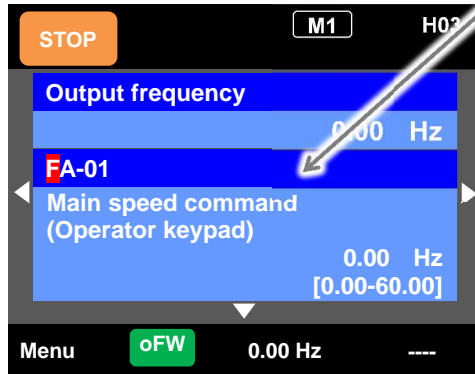 STOP M1 H03
Output frequency
0.00 Hz
FA-01
Main speed command
(Operator keypad)
0.00 Hz
[0.00-60.00]
Menu oFW 0.00 Hz ----